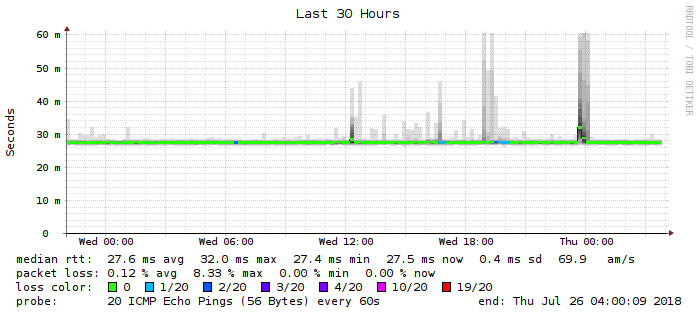 Last 30 Hours
RRDTOOL / TOBI OETIKER
Seconds
60 m
50 m
40 m
30 m
20 m
10 m
0
Wed 00:00 Wed 06:00 Wed 12:00 Wed 18:00 Thu 00:00
median rtt: 27.6 ms avg 32.0 ms max 27.4 ms min 27.5 ms now 0.4 ms sd 69.9 am/s
packet loss: 0.12 % avg 8.33 % max 0.00 % min 0.00 % now
loss color: 0 1/20 2/20 3/20 4/20 10/20 19/20
probe: 20 ICMP Echo Pings (56 Bytes) every 60s end: Thu Jul 26 04:00:09 2018